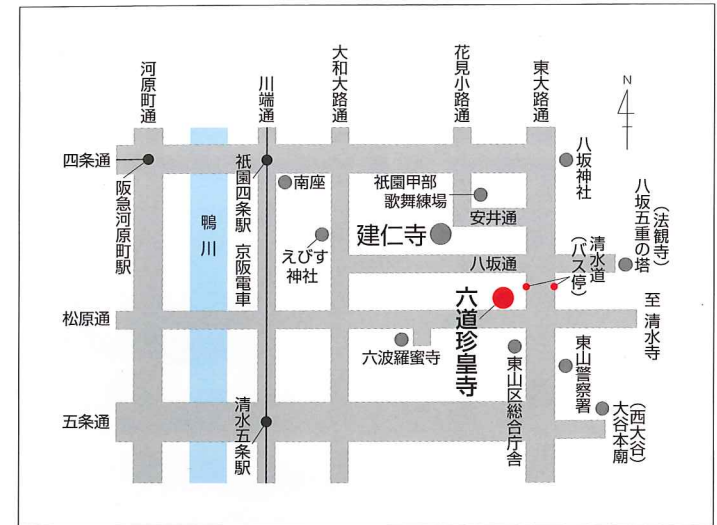 河原町通
川端通
大和大路通
花見小路通
東大路通
N
四条通
阪急河原町駅
鴨川
祇園四条駅
京阪電車
南座
えびす
神社
祇園甲部
歌舞練場
安井通
建仁寺
八坂通
八坂神社
八坂五重の塔
(法観寺)
清水道
(バス停)
松原通
六波羅蜜寺
六道珍皇寺
至 清水寺
東山区総合庁舎
東山警察署
五条通
清水五条駅
(西大谷)
大谷本廟